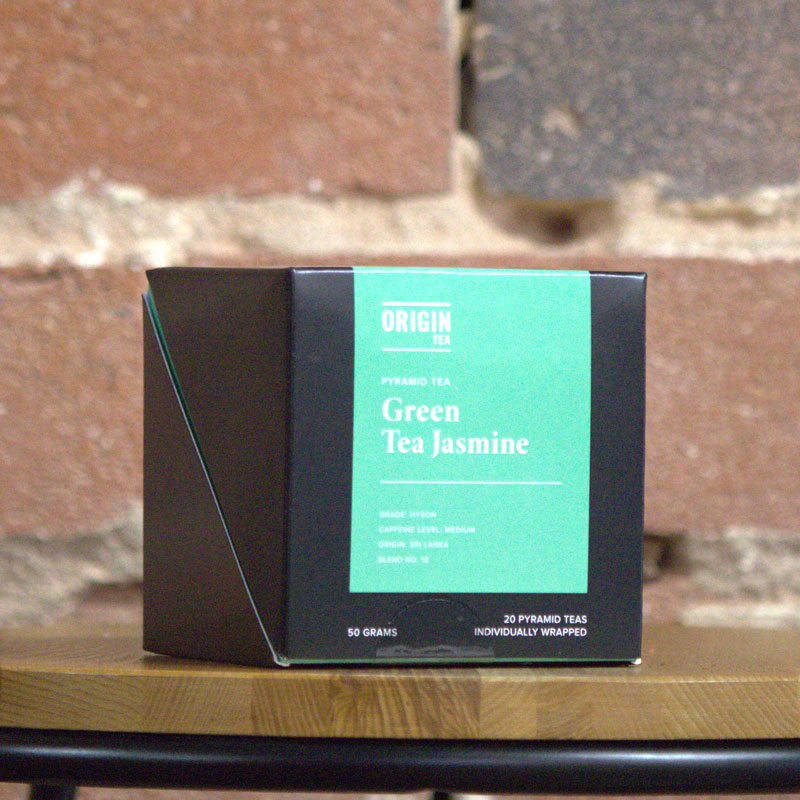 ORIGIN
TEA
PYRAMID TEA
Green
Tea Jasmine
GRADE: HYSON
CAFFEINE LEVEL: MEDIUM
ORIGIN: SRI LANKA
BLEND NO. 18
50 GRAMS
20 PYRAMID TEAS
INDIVIDUALLY WRAPPED